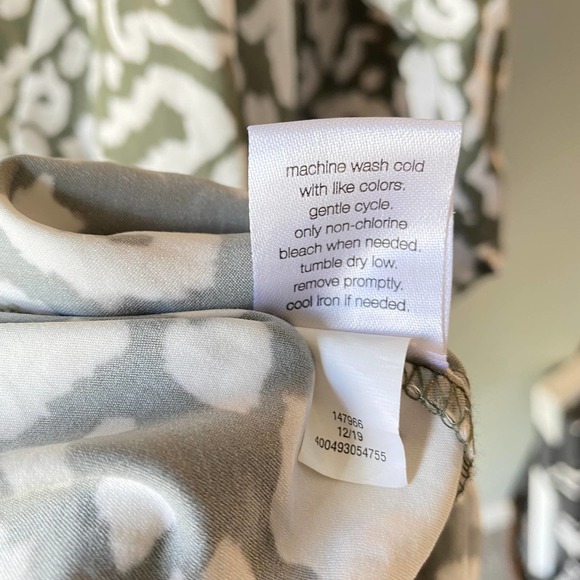 machine wash cold
with like colors.
gentle cycle.
only non-chlorine
bleach when needed.
tumble dry low.
remove promptly.
cool iron if needed.
147966
12/19
400493054755